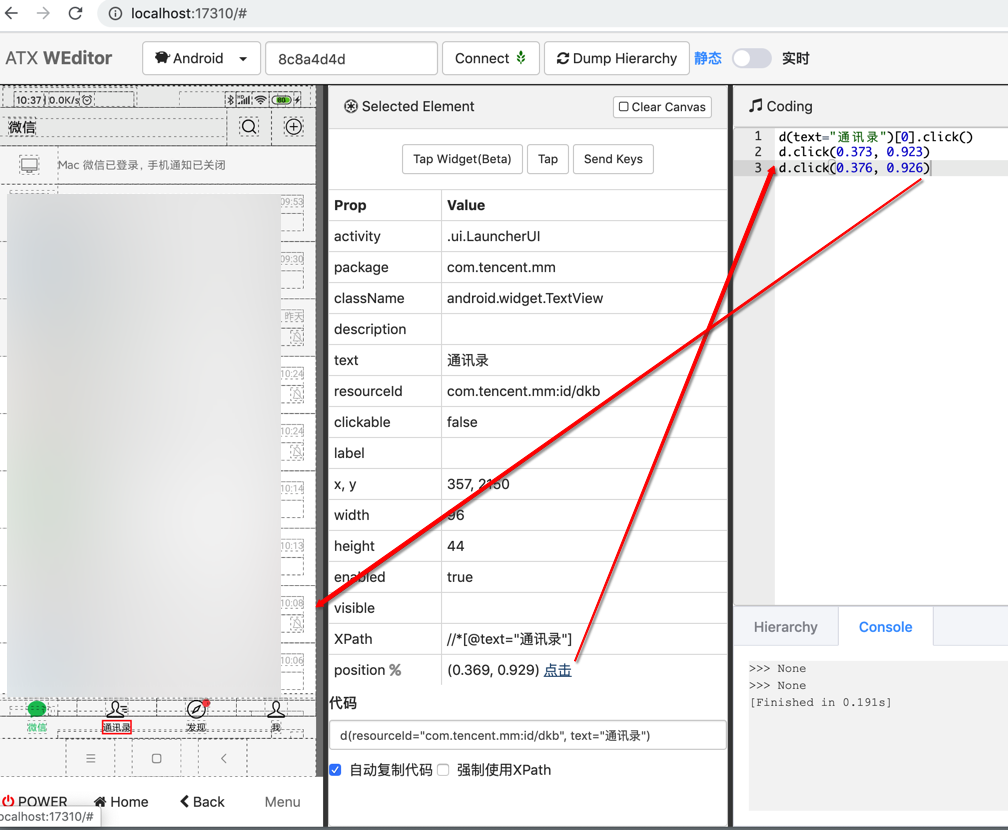 localhost:17310/#
ATX WEditor
Android
8c8a4d4d
Connect
Dump Hierarchy
静态
实时
10:37
0.0K/s
80
微信
Mac 微信已登录，手机通知已关闭
09:53
09:30
昨天
10:24
10:24
10:14
10:13
10:08
10:06
微信
通讯录
发现
我
POWER
Home
Back
Menu
ocalhost:17310/#
Selected Element
Clear Canvas
Tap Widget(Beta)
Tap
Send Keys
Prop Value
activity .ui.LauncherUI
package com.tencent.mm
className android.widget.TextView
description
text 通讯录
resourceId com.tencent.mm:id/dkb
clickable false
label
x, y 357, 2150
width 96
height 44
enabled true
visible
XPath //*[@text="通讯录"]
position % (0.369, 0.929) 点击
代码
d(resourceId="com.tencent.mm:id/dkb", text="通讯录")
自动复制代码 强制使用XPath
Coding
1 d(text="通讯录")[0].click()
2 d.click(0.373, 0.923)
3 d.click(0.376, 0.926)
Hierarchy
Console
>>> None
>>> None
[Finished in 0.191s]